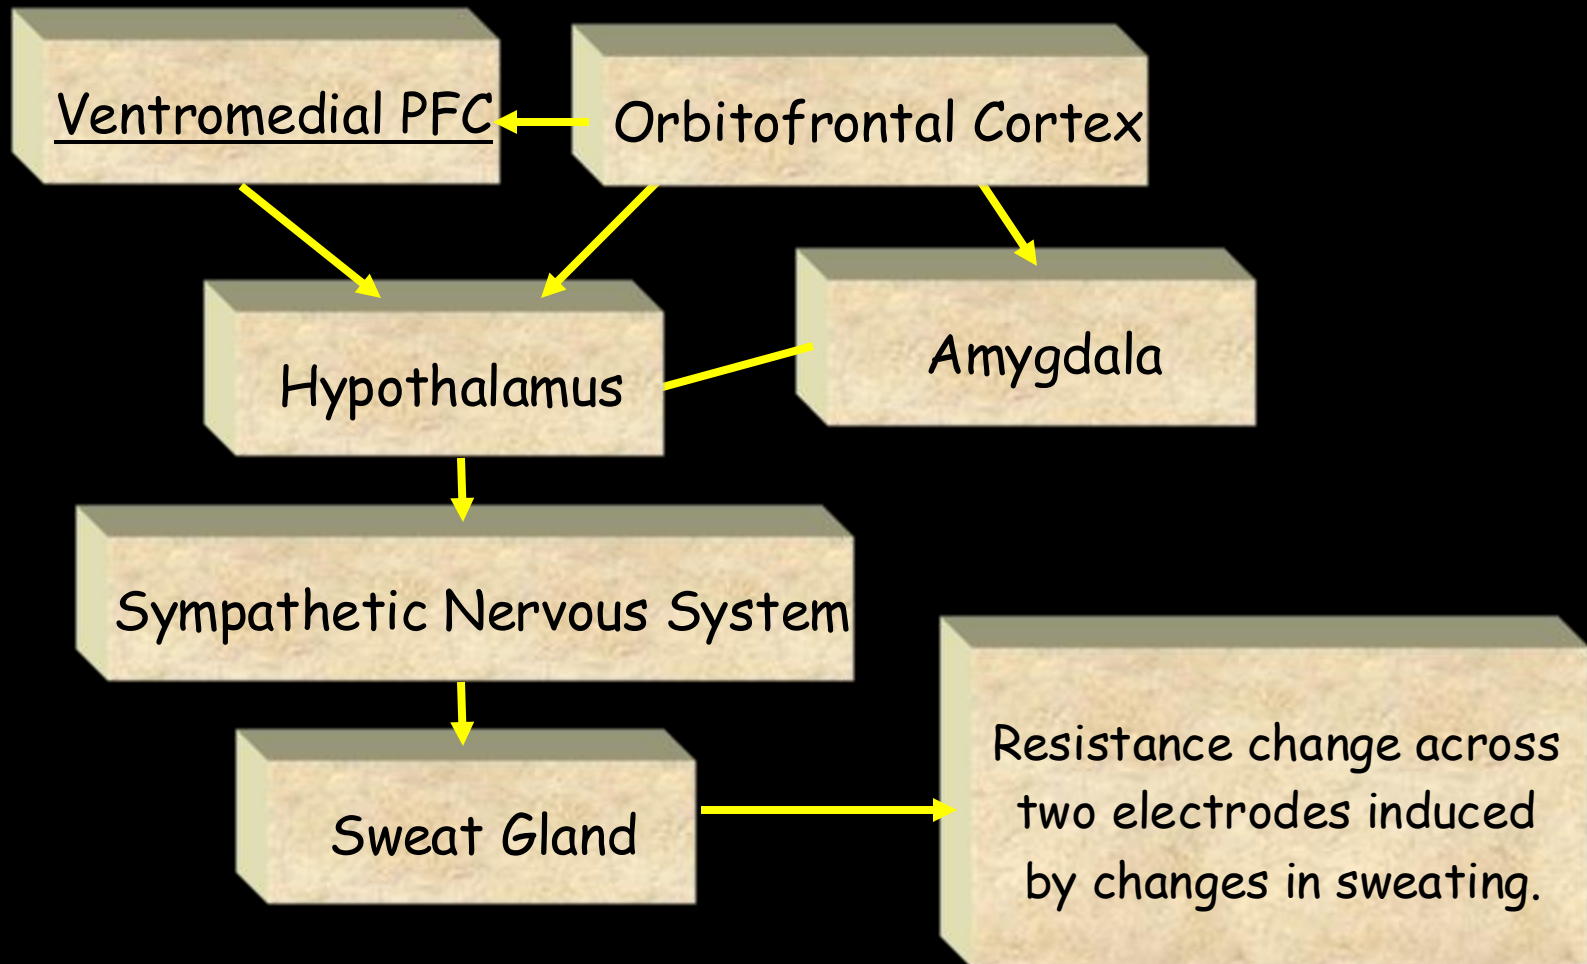 Ventromedial PFC
Orbitofrontal Cortex
Amygdala
Hypothalamus
Sympathetic Nervous System
Sweat Gland
Resistance change across
two electrodes induced
by changes in sweating.